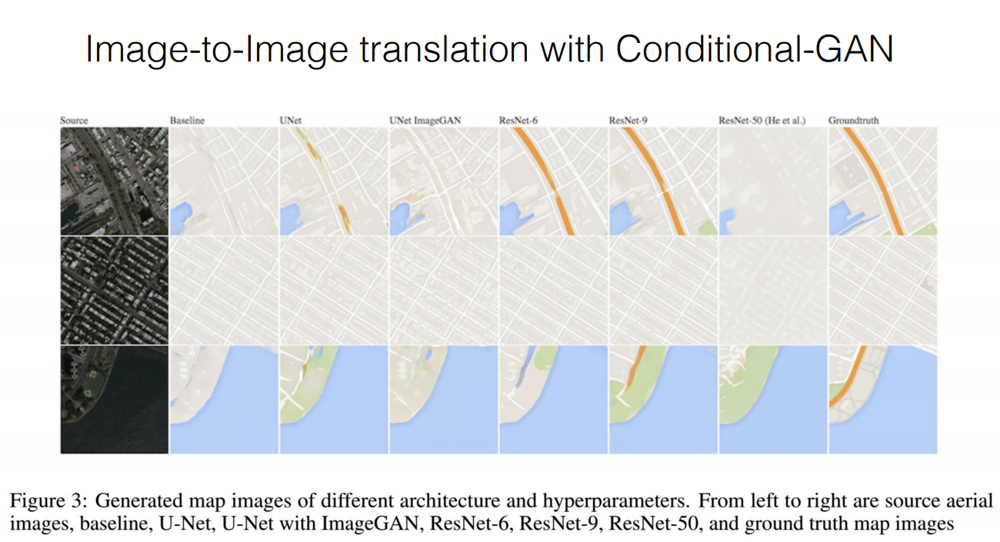 Image-to-Image translation with Conditional-GAN
Source Baseline UNet UNet ImageGAN ResNet-6 ResNet-9 ResNet-50 (He et al.) Groundtruth
Figure 3: Generated map images of different architecture and hyperparameters. From left to right are source aerial
images, baseline, U-Net, U-Net with ImageGAN, ResNet-6, ResNet-9, ResNet-50, and ground truth map images